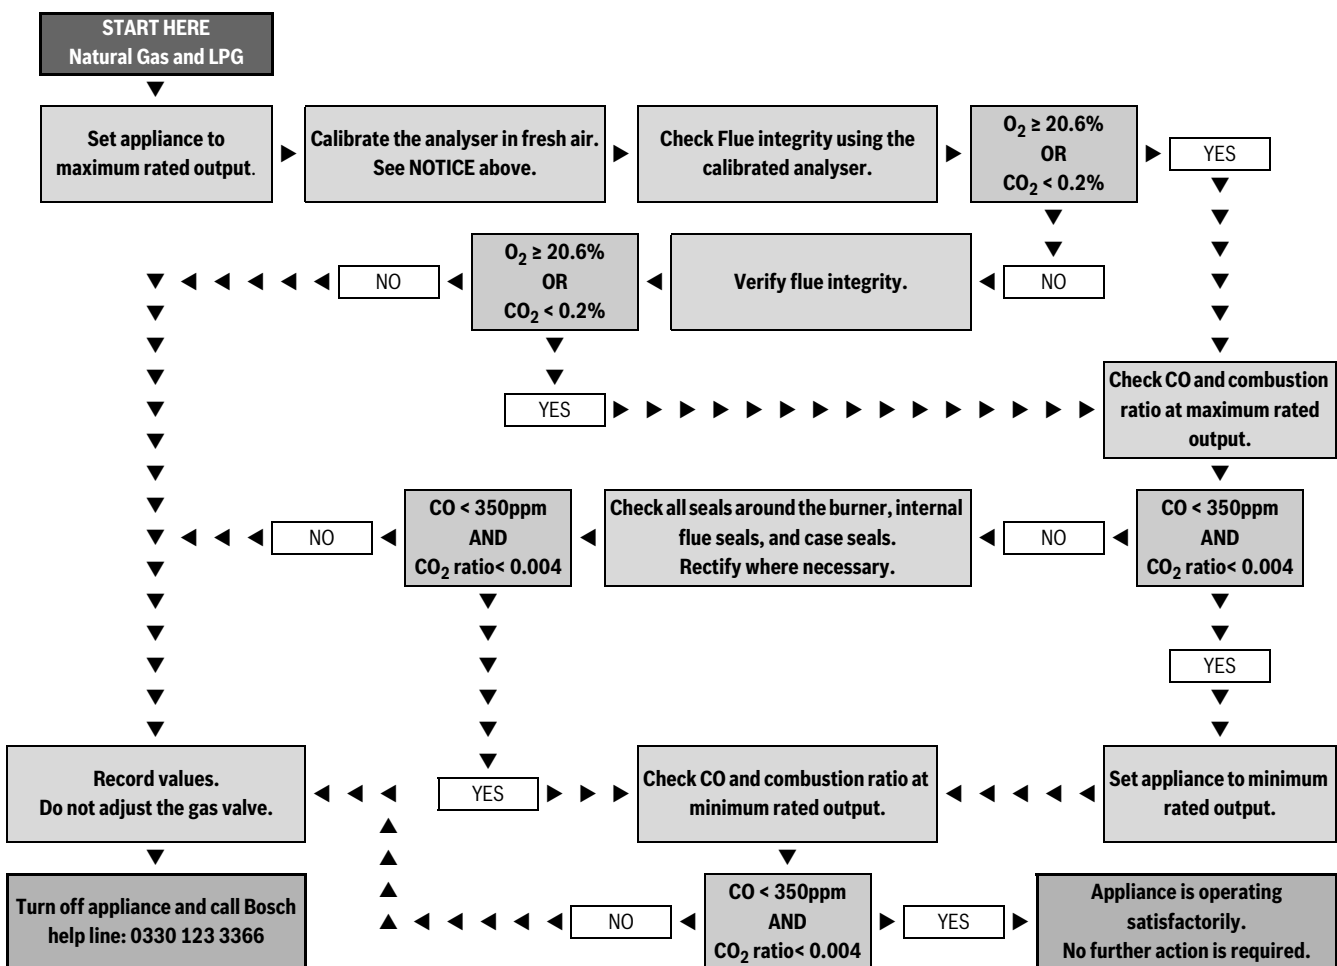 START HERE
Natural Gas and LPG
Set appliance to
maximum rated output.
Calibrate the analyser in fresh air.
See NOTICE above.
Check Flue integrity using the
calibrated analyser.
O2 ≥ 20.6%
OR
CO2 < 0.2%
YES
NO
Verify flue integrity.
O2 ≥ 20.6%
OR
CO2 < 0.2%
NO
YES
Check CO and combustion
ratio at maximum rated
output.
CO < 350ppm
AND
CO2 ratio< 0.004
NO
Check all seals around the burner, internal
flue seals, and case seals.
Rectify where necessary.
CO < 350ppm
AND
CO2 ratio< 0.004
NO
YES
YES
Set appliance to minimum
rated output.
Check CO and combustion ratio at
minimum rated output.
Record values.
Do not adjust the gas valve.
Turn off appliance and call Bosch
help line: 0330 123 3366
NO
CO < 350ppm
AND
CO2 ratio< 0.004
YES
Appliance is operating
satisfactorily.
No further action is required.